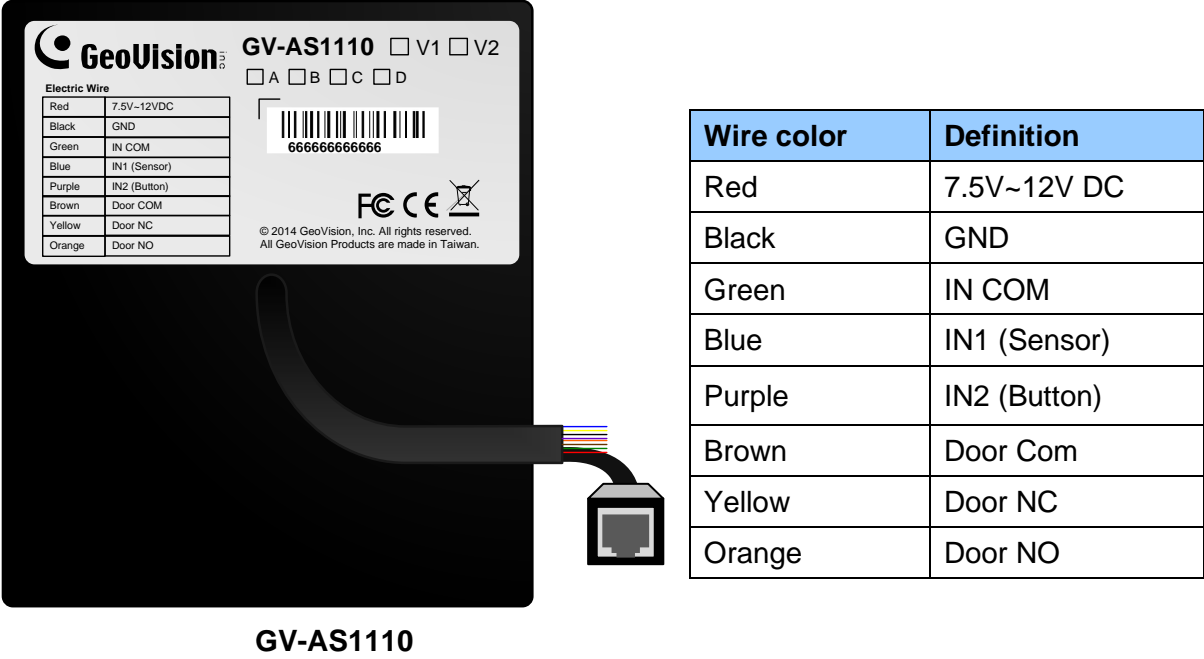 GeoVision inc
GV-AS1110 V1 V2
A B C D
Electric Wire
Red 7.5V~12VDC
Black GND
Green IN COM
Blue IN1 (Sensor)
Purple IN2 (Button)
Brown Door COM
Yellow Door NC
Orange Door NO
666666666666
FC CE
© 2014 GeoVision, Inc. All rights reserved.
All GeoVision Products are made in Taiwan.
GV-AS1110
Wire color Definition
Red 7.5V~12V DC
Black GND
Green IN COM
Blue IN1 (Sensor)
Purple IN2 (Button)
Brown Door Com
Yellow Door NC
Orange Door NO